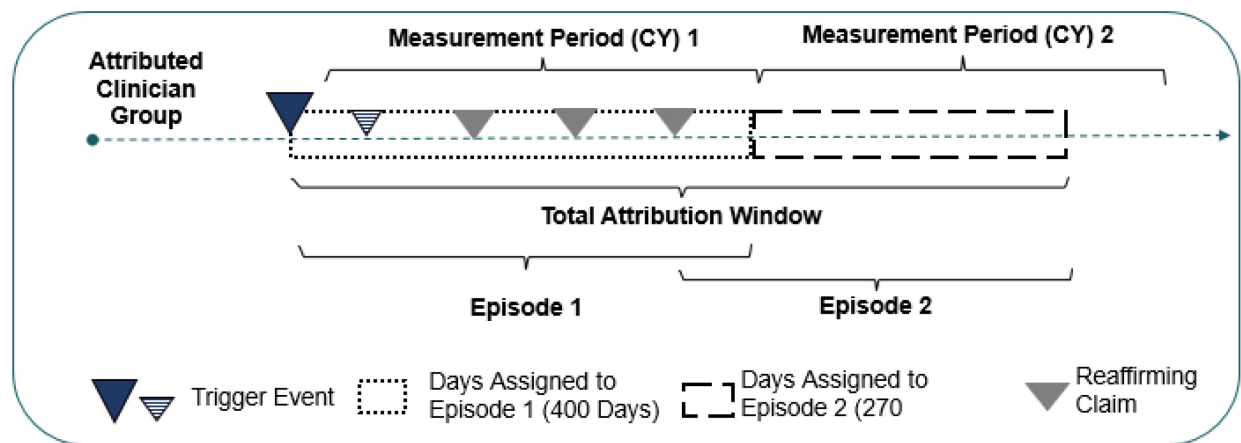 Measurement Period (CY) 1
Measurement Period (CY) 2
Attributed
Clinician
Group
Total Attribution Window
Episode 1
Episode 2
Trigger Event
Days Assigned to
Episode 1 (400 Days)
Days Assigned to
Episode 2 (270
Reaffirming
Claim